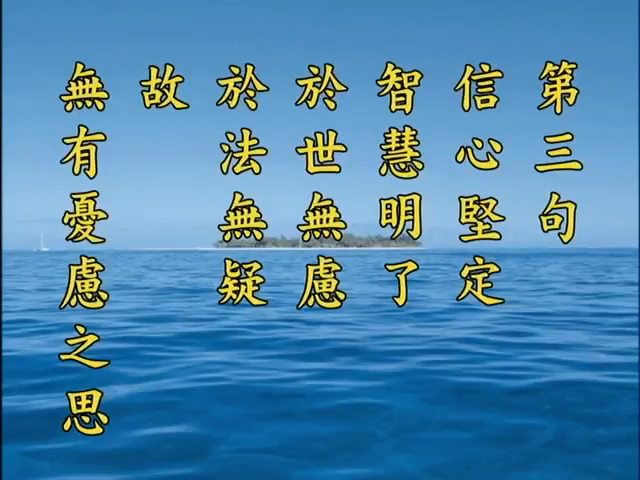 第三句
信心堅定
智慧明了
於世無慮
於法無疑
故
無有憂慮之思